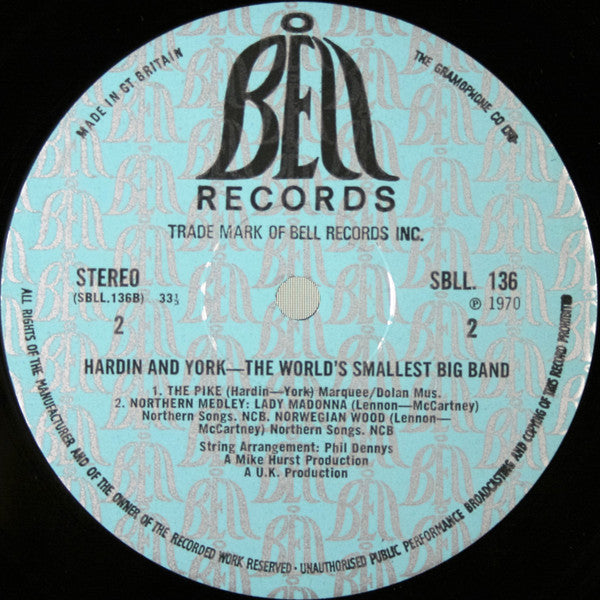 BELL
RECORDS
TRADE MARK OF BELL RECORDS INC.
MADE IN GT. BRITAIN
THE GRAMOPHONE CO LTD.
STEREO
(SBLL.136B) 33⅓
2
SBLL. 136
℗ 1970
2
HARDIN AND YORK—THE WORLD'S SMALLEST BIG BAND
1. THE PIKE (Hardin—York) Marquee/Dolan Mus.
2. NORTHERN MEDLEY: LADY MADONNA (Lennon—McCartney)
Northern Songs. NCB. NORWEGIAN WOOD (Lennon—
McCartney) Northern Songs. NCB
String Arrangement: Phil Dennys
A Mike Hurst Production
A U.K. Production
ALL RIGHTS OF THE MANUFACTURER AND OF THE OWNER OF THE RECORDED WORK RESERVED · UNAUTHORISED PUBLIC PERFORMANCE BROADCASTING AND COPYING OF THIS RECORD PROHIBITED